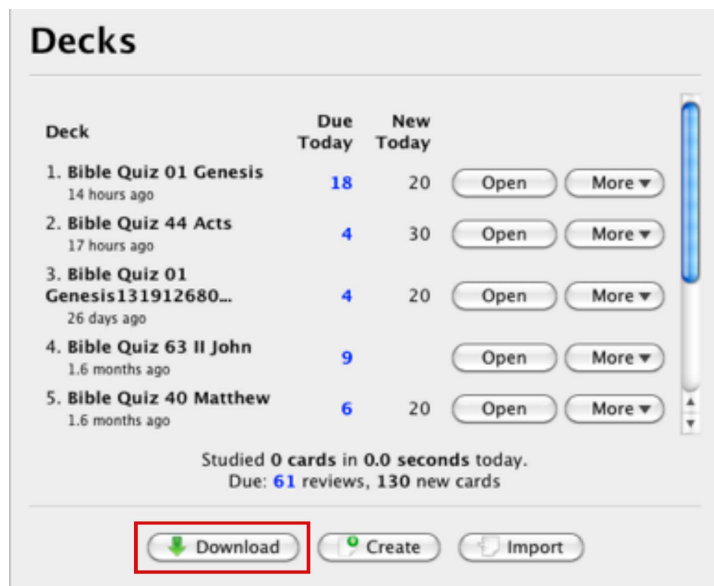 Decks
Due New
Deck Today Today
1. Bible Quiz 01 Genesis 18 20 Open More
14 hours ago
2. Bible Quiz 44 Acts 4 30 Open More
17 hours ago
3. Bible Quiz 01
Genesis131912680... 4 20 Open More
26 days ago
4. Bible Quiz 63 II John 9 Open More
1.6 months ago
5. Bible Quiz 40 Matthew 6 20 Open More
1.6 months ago
Studied 0 cards in 0.0 seconds today.
Due: 61 reviews, 130 new cards
Download Create Import